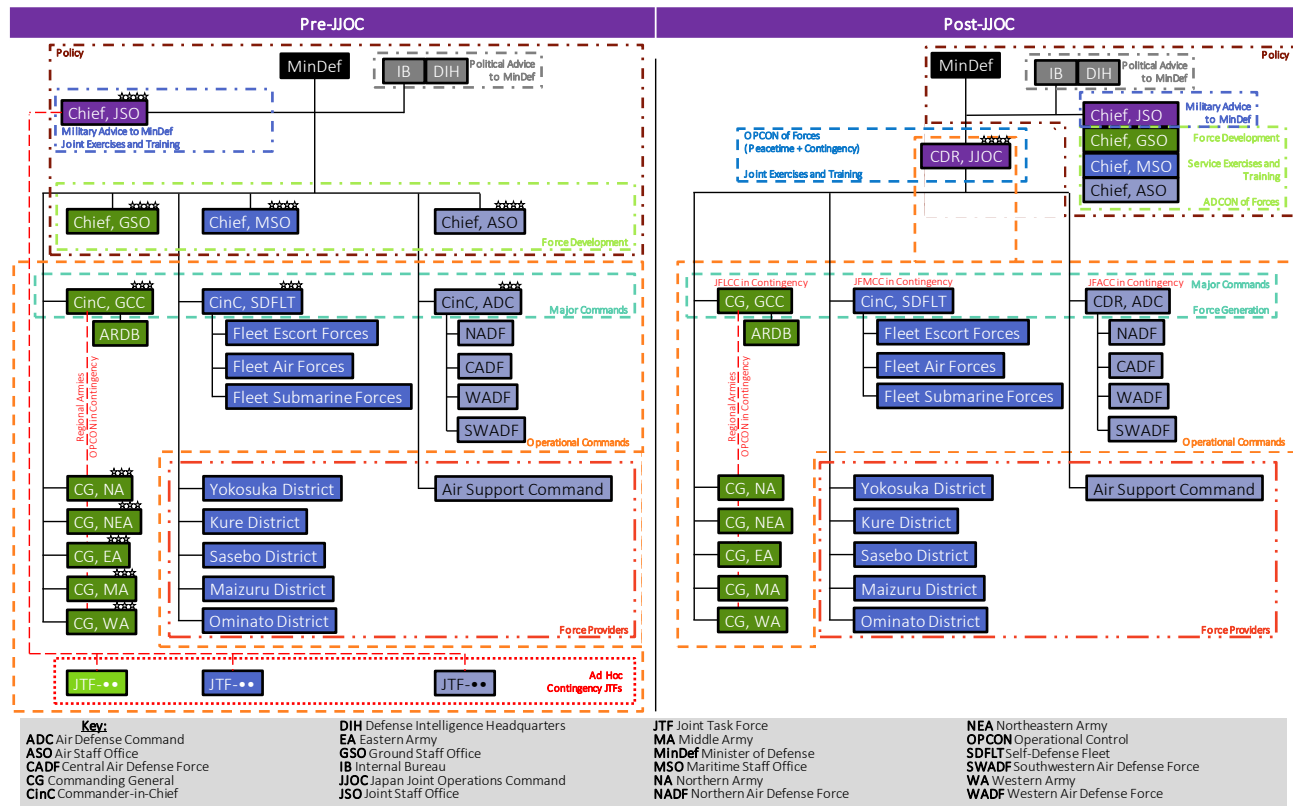 Pre-JJOC
Policy
MinDef
IB
DIH
Political Advice
to MinDef
Chief, JSO
Military Advice to MinDef
Joint Exercises and Training
Chief, GSO
Chief, MSO
Chief, ASO
Force Development
CinC, GCC
CinC, SDFLT
CinC, ADC
Major Commands
ARDB
Fleet Escort Forces
Fleet Air Forces
Fleet Submarine Forces
NADF
CADF
WADF
SWADF
Regional Armies
OPCON in Contingency
Operational Commands
CG, NA
CG, NEA
CG, EA
CG, MA
CG, WA
Yokosuka District
Kure District
Sasebo District
Maizuru District
Ominato District
Air Support Command
Force Providers
JTF-••
JTF-••
JTF-••
Ad Hoc
Contingency JTFs
Post-JJOC
Policy
MinDef
IB
DIH
Political Advice
to MinDef
Chief, JSO
Military Advice
to MinDef
Chief, GSO
Chief, MSO
Chief, ASO
Force Development
Service Exercises and
Training
ADCON of Forces
OPCON of Forces
(Peacetime + Contingency)
Joint Exercises and Training
CDR, JJOC
JFLCC in Contingency
JFMCC in Contingency
JFACC in Contingency
CG, GCC
CinC, SDFLT
CDR, ADC
Major Commands
Force Generation
ARDB
Fleet Escort Forces
Fleet Air Forces
Fleet Submarine Forces
NADF
CADF
WADF
SWADF
Regional Armies
OPCON in Contingency
Operational Commands
CG, NA
CG, NEA
CG, EA
CG, MA
CG, WA
Yokosuka District
Kure District
Sasebo District
Maizuru District
Ominato District
Air Support Command
Force Providers
Key:
ADC Air Defense Command
ASO Air Staff Office
CADF Central Air Defense Force
CG Commanding General
CinC Commander-in-Chief
DIH Defense Intelligence Headquarters
EA Eastern Army
GSO Ground Staff Office
IB Internal Bureau
JJOC Japan Joint Operations Command
JSO Joint Staff Office
JTF Joint Task Force
MA Middle Army
MinDef Minister of Defense
MSO Maritime Staff Office
NA Northern Army
NADF Northern Air Defense Force
NEA Northeastern Army
OPCON Operational Control
SDFLT Self-Defense Fleet
SWADF Southwestern Air Defense Force
WA Western Army
WADF Western Air Defense Force